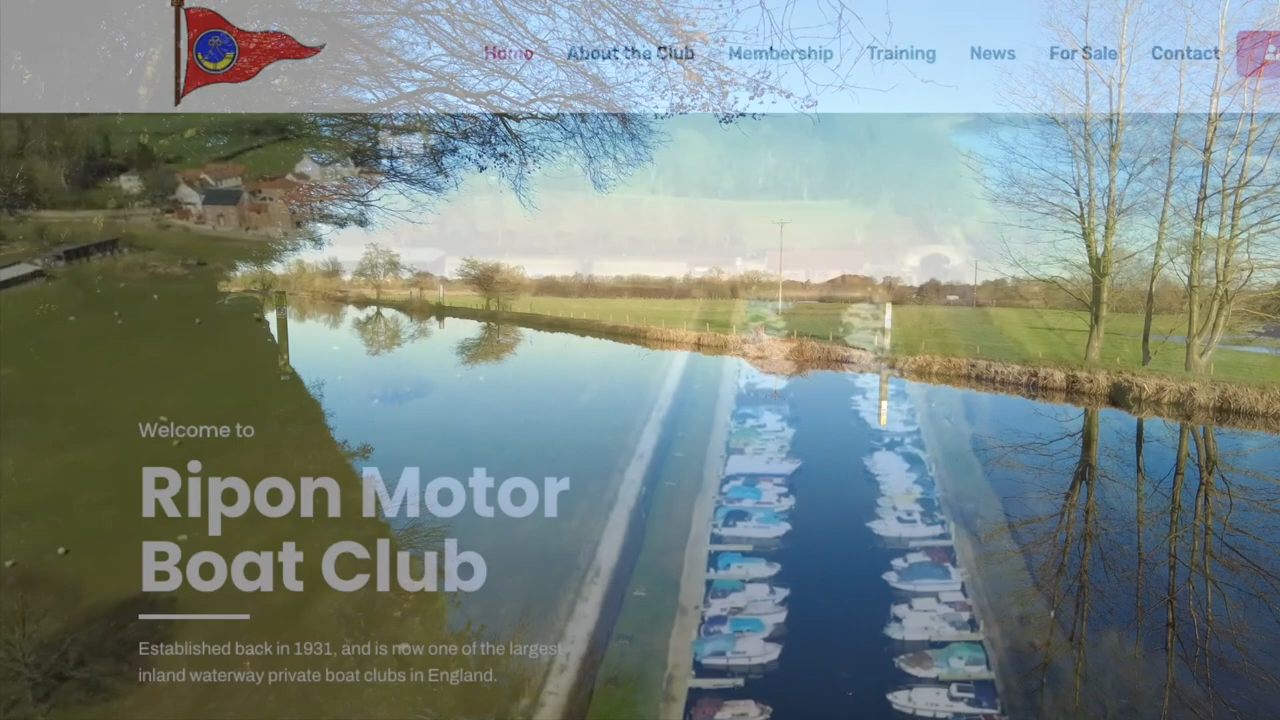 Home About the Club Membership Training News For Sale Contact
Welcome to
Ripon Motor
Boat Club
Established back in 1931, and is now one of the largest
inland waterway private boat clubs in England.